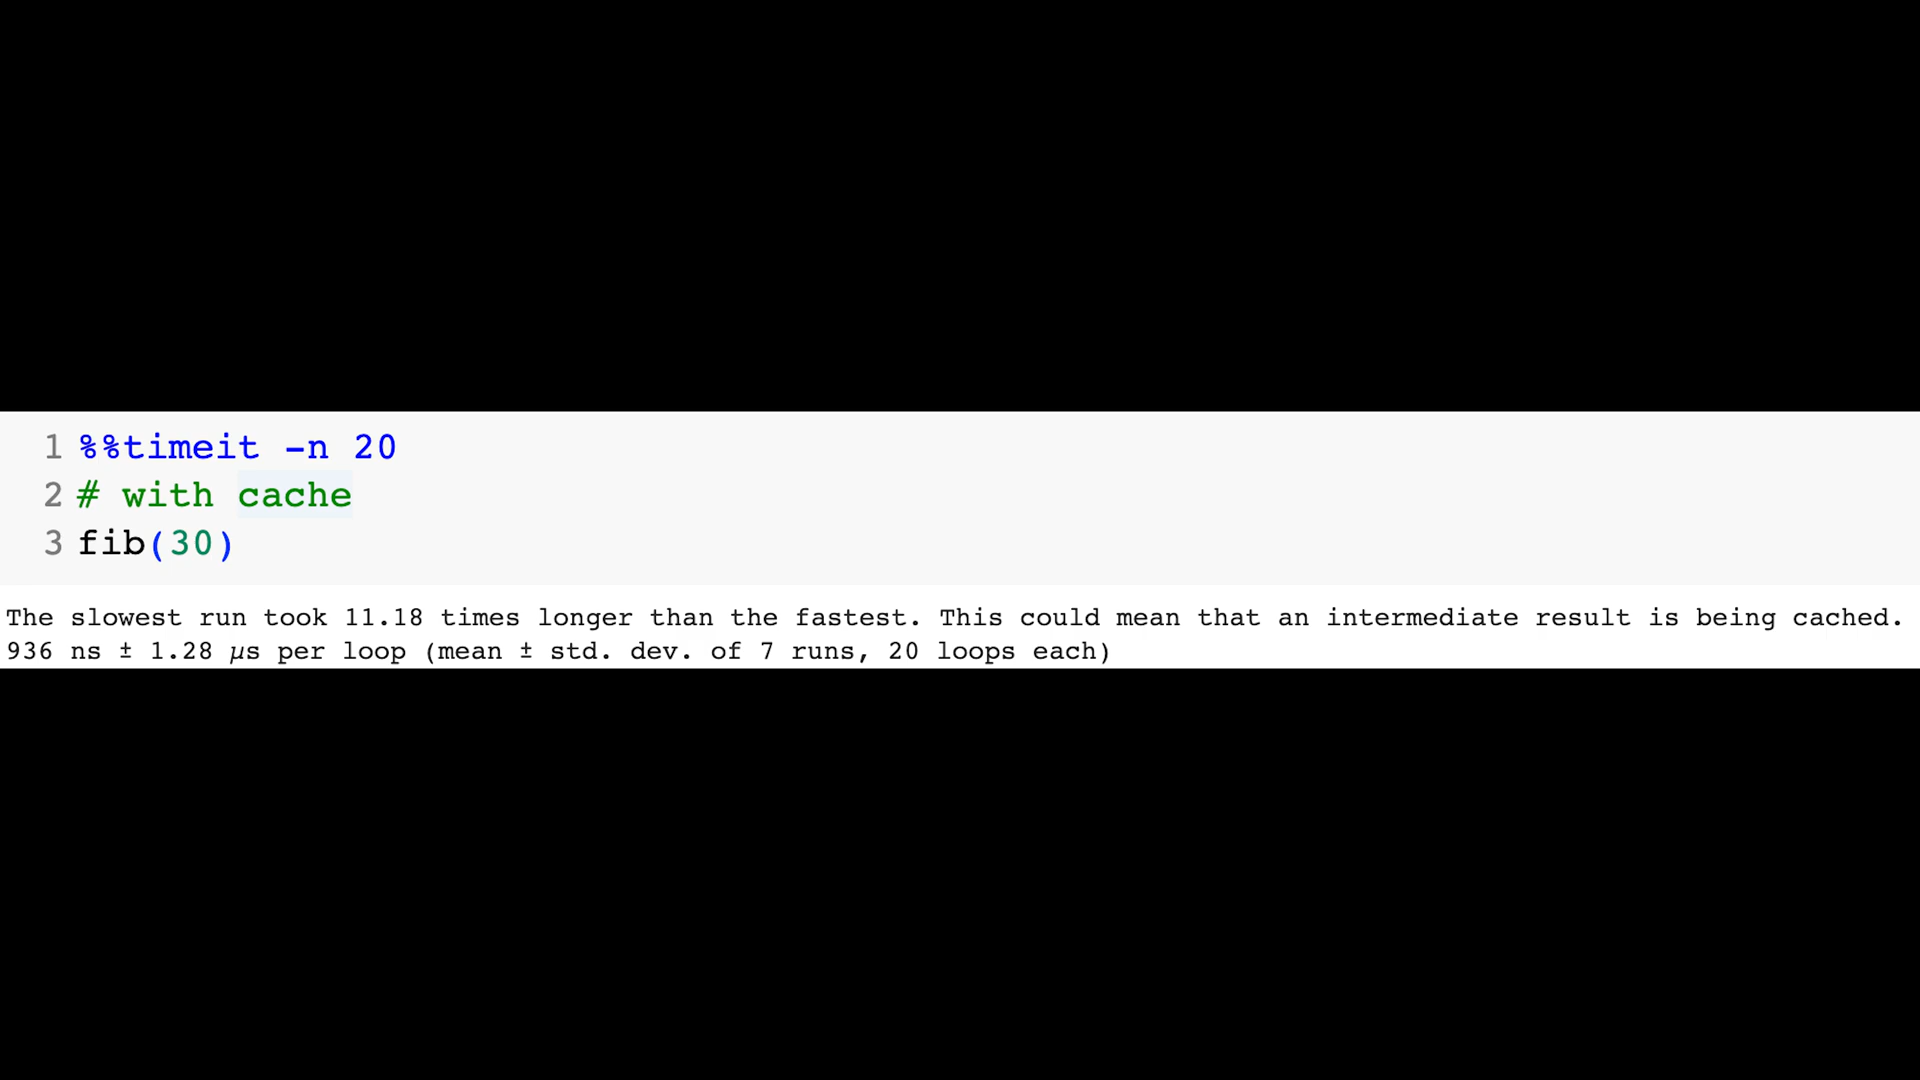 1 %%timeit -n 20
2 # with cache
3 fib(30)
The slowest run took 11.18 times longer than the fastest. This could mean that an intermediate result is being cached.
936 ns ± 1.28 µs per loop (mean ± std. dev. of 7 runs, 20 loops each)